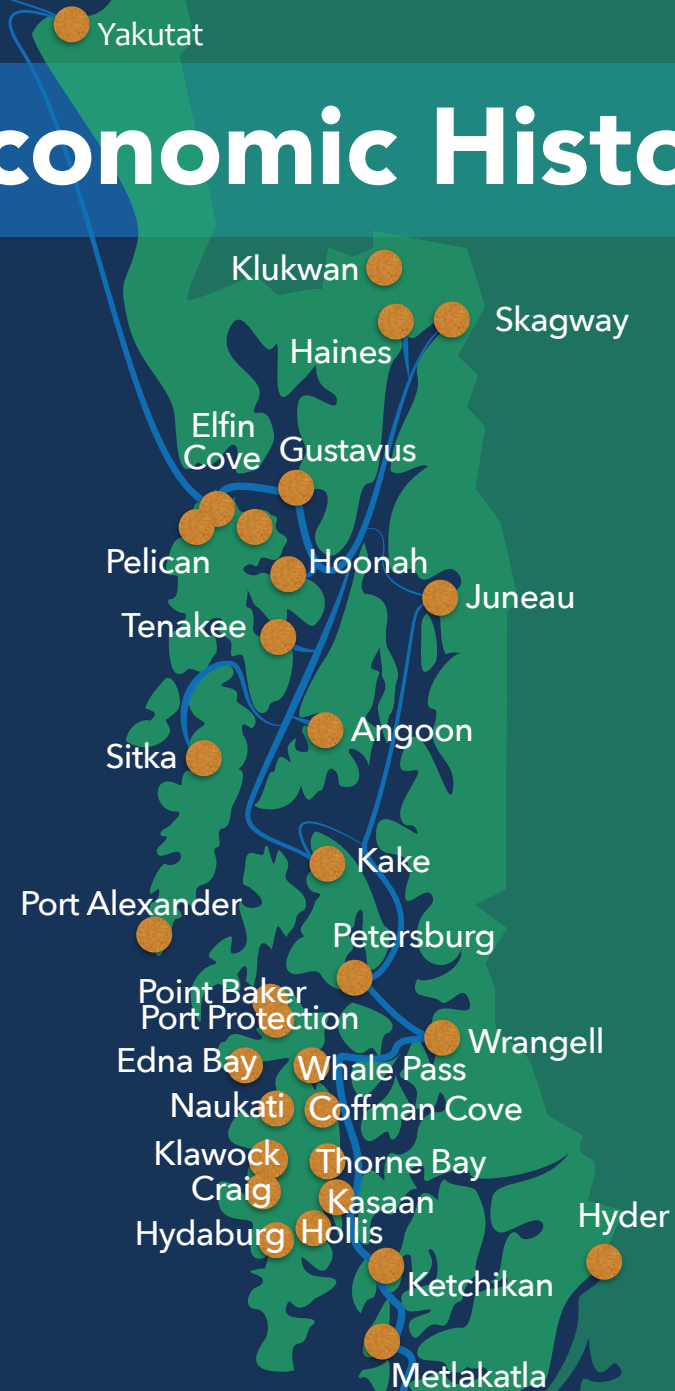 Yakutat
conomic Histo
Klukwan
Skagway
Haines
Elfin
Cove
Gustavus
Pelican
Hoonah
Juneau
Tenakee
Angoon
Sitka
Kake
Port Alexander
Petersburg
Point Baker
Port Protection
Wrangell
Edna Bay
Whale Pass
Naukati
Coffman Cove
Klawock
Thorne Bay
Craig
Kasaan
Hyder
Hydaburg
Hollis
Ketchikan
Metlakatla